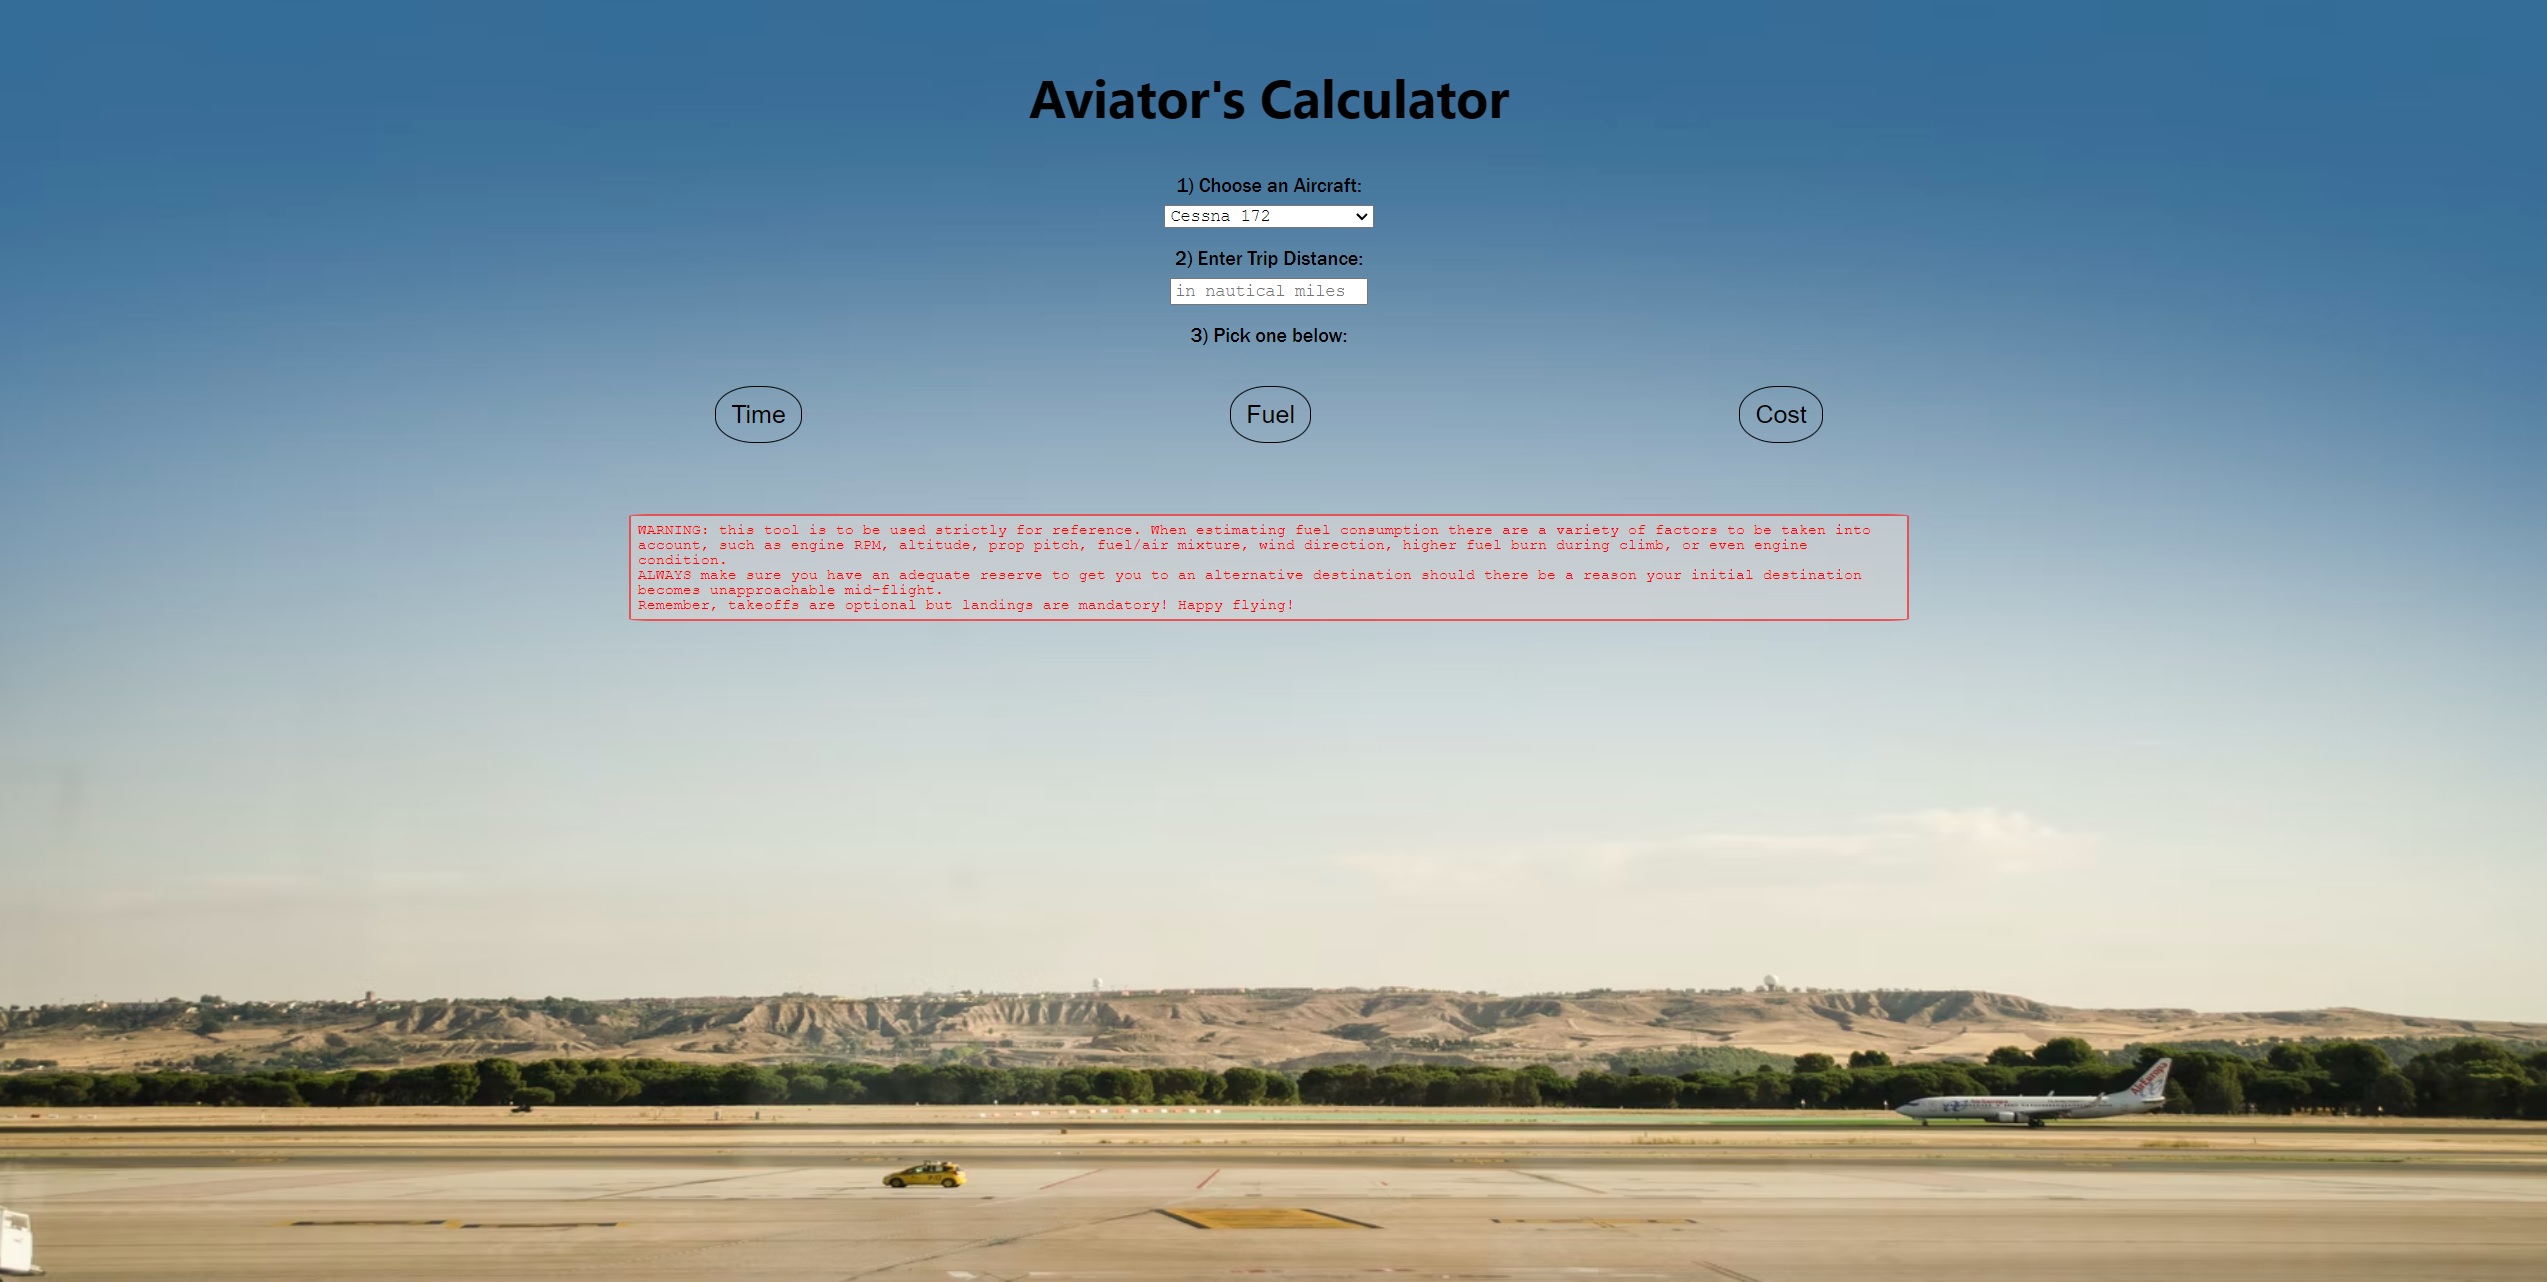 Aviator's Calculator
1) Choose an Aircraft:
Cessna 172
2) Enter Trip Distance:
in nautical miles
3) Pick one below:
Time
Fuel
Cost
WARNING: this tool is to be used strictly for reference. When estimating fuel consumption there are a variety of factors to be taken into
account, such as engine RPM, altitude, prop pitch, fuel/air mixture, wind direction, higher fuel burn during climb, or even engine
condition.
ALWAYS make sure you have an adequate reserve to get you to an alternative destination should there be a reason your initial destination
becomes unapproachable mid-flight.
Remember, takeoffs are optional but landings are mandatory! Happy flying!
AirEuropa